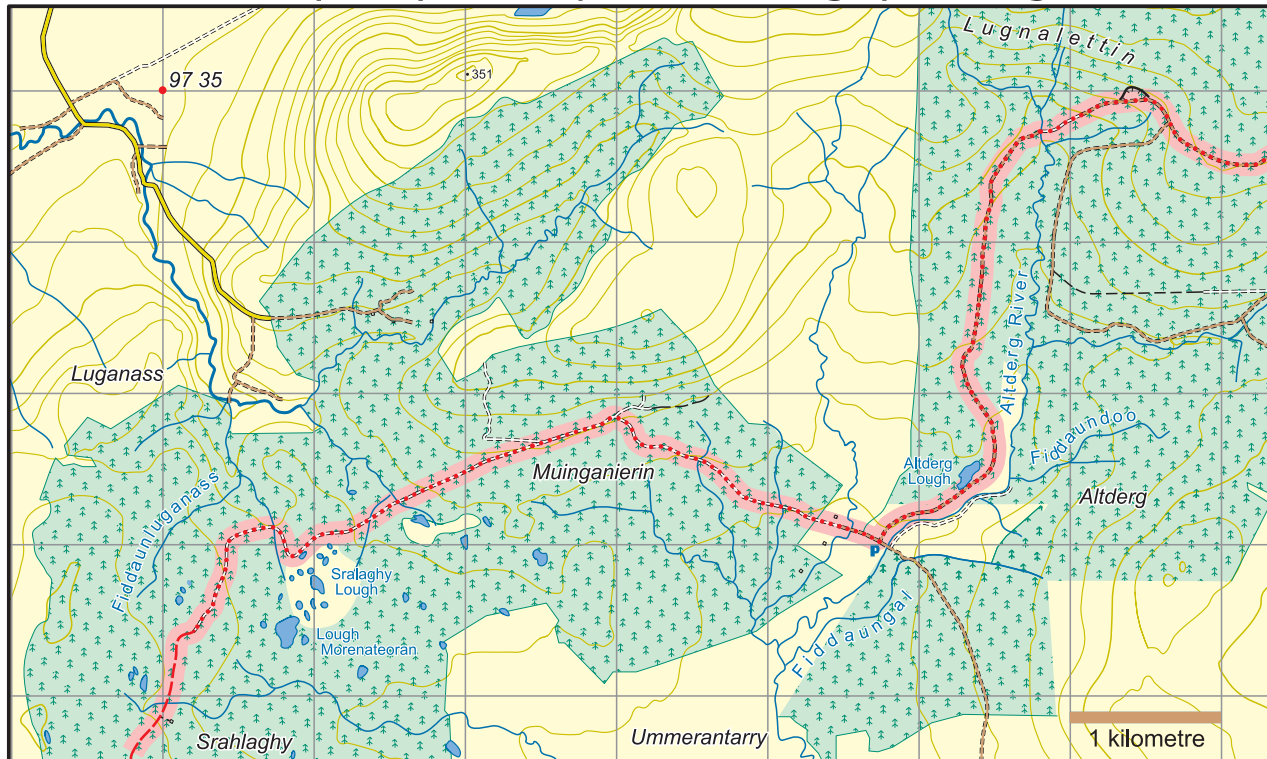 Lugnalettin
351
97 35
Luganass
Altderg River
Fiddaundoo
Altderg
Lough
Muinganierin
Altderg
Fiddaunluganass
P
Sralaghy
Lough
Fiddaungal
Lough
Morenateoran
Srahlaghy
Ummerantarry
1 kilometre